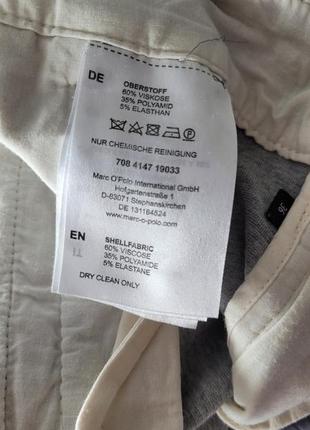 DE
OBERSTOFF
60% VISKOSE
35% POLYAMID
5% ELASTHAN
NUR CHEMISCHE REINIGUNG
708 4147 19033
Marc O'Polo International GmbH
Hofgartenstraße 1
D-83071 Stephanskirchen
DE 131164524
www.marc-o-polo.com
EN
SHELLFABRIC
60% VISCOSE
35% POLYAMIDE
5% ELASTANE
DRY CLEAN ONLY